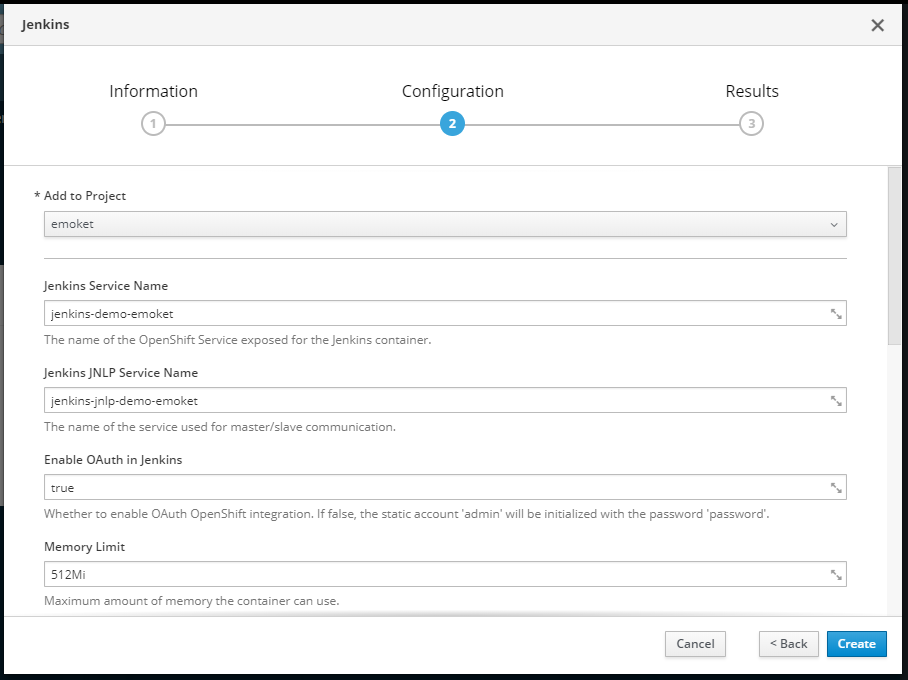 Jenkins
Information
Configuration
Results
1
2
3
* Add to Project
emoket
Jenkins Service Name
jenkins-demo-emoket
The name of the OpenShift Service exposed for the Jenkins container.
Jenkins JNLP Service Name
jenkins-jnlp-demo-emoket
The name of the service used for master/slave communication.
Enable OAuth in Jenkins
true
Whether to enable OAuth OpenShift integration. If false, the static account 'admin' will be initialized with the password 'password'.
Memory Limit
512Mi
Maximum amount of memory the container can use.
Cancel
< Back
Create